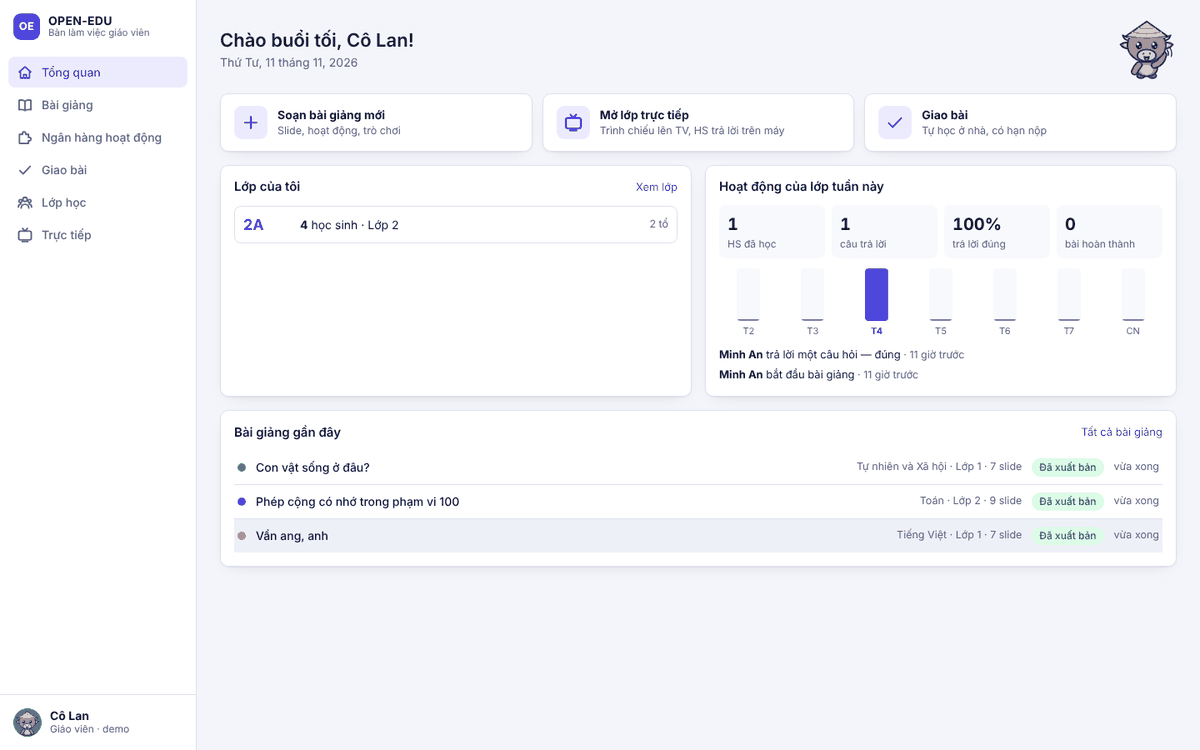 OE
OPEN-EDU
Bàn làm việc giáo viên
Tổng quan
Bài giảng
Ngân hàng hoạt động
Giao bài
Lớp học
Trực tiếp
Cô Lan
Giáo viên · demo
Chào buổi tối, Cô Lan!
Thứ Tư, 11 tháng 11, 2026
Soạn bài giảng mới
Slide, hoạt động, trò chơi
Mở lớp trực tiếp
Trình chiếu lên TV, HS trả lời trên máy
Giao bài
Tự học ở nhà, có hạn nộp
Lớp của tôi
Xem lớp
2A
4 học sinh · Lớp 2
2 tổ
Hoạt động của lớp tuần này
1
HS đã học
1
câu trả lời
100%
trả lời đúng
0
bài hoàn thành
T2 T3 T4 T5 T6 T7 CN
Minh An trả lời một câu hỏi — đúng · 11 giờ trước
Minh An bắt đầu bài giảng · 11 giờ trước
Bài giảng gần đây
Tất cả bài giảng
Con vật sống ở đâu? Tự nhiên và Xã hội · Lớp 1 · 7 slide Đã xuất bản vừa xong
Phép cộng có nhớ trong phạm vi 100 Toán · Lớp 2 · 9 slide Đã xuất bản vừa xong
Vần ang, anh Tiếng Việt · Lớp 1 · 7 slide Đã xuất bản vừa xong